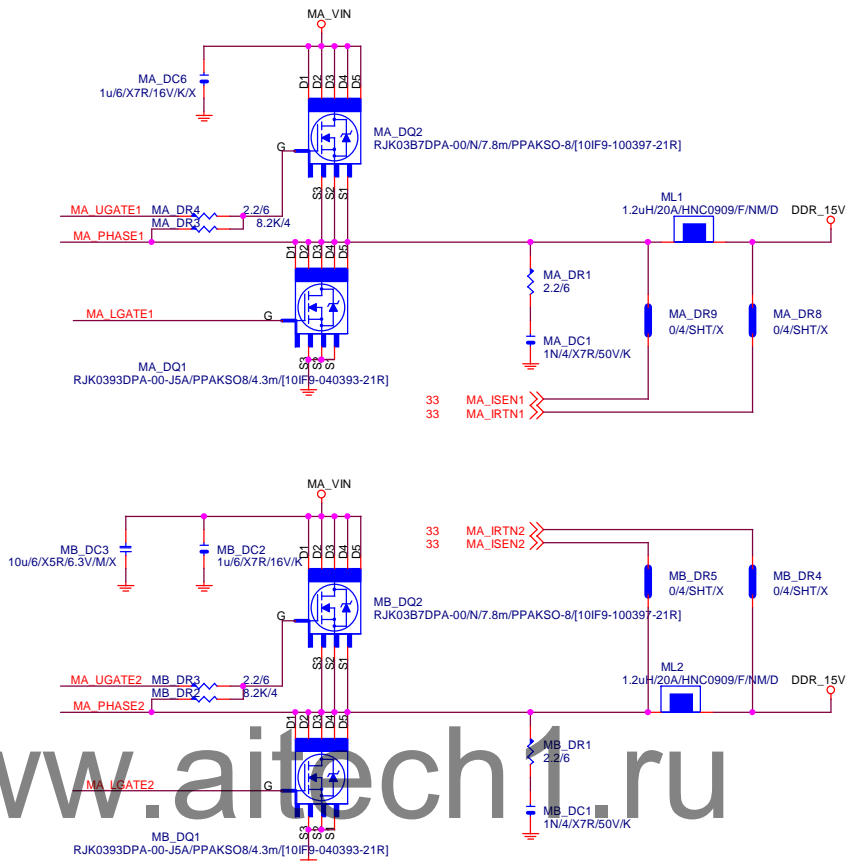 MA_VIN
MA_DC6
1u/6/X7R/16V/K/X
D1
D2
D3
D4
D5
G
MA_DQ2
RJK03B7DPA-00/N/7.8m/PPAKSO-8/[10IF9-100397-21R]
S3
S2
S1
MA_UGATE1 MA_DR4 2.2/6
MA_DR3 8.2K/4
MA_PHASE1
ML1
1.2uH/20A/HNC0909/F/NM/D DDR_15V
D1
D2
D3
D4
D5
MA_DR1
2.2/6
MA_LGATE1 G
MA_DR9 MA_DR8
0/4/SHT/X 0/4/SHT/X
MA_DC1
1N/4/X7R/50V/K
S3
S2
S1
MA_DQ1
RJK0393DPA-00-J5A/PPAKSO8/4.3m/[10IF9-040393-21R]
33 MA_ISEN1
33 MA_IRTN1
MA_VIN
33 MA_IRTN2
33 MA_ISEN2
MB_DC3
10u/6/X5R/6.3V/M/X
MB_DC2
1u/6/X7R/16V/K
D1
D2
D3
D4
D5
G
MB_DQ2
RJK03B7DPA-00/N/7.8m/PPAKSO-8/[10IF9-100397-21R]
MB_DR5 MB_DR4
0/4/SHT/X 0/4/SHT/X
S3
S2
S1
MA_UGATE2 MB_DR3 2.2/6
MB_DR2 8.2K/4
MA_PHASE2
ML2
1.2uH/20A/HNC0909/F/NM/D DDR_15V
D1
D2
D3
D4
D5
MB_DR1
2.2/6
MA_LGATE2 G
MB_DC1
1N/4/X7R/50V/K
S3
S2
S1
MB_DQ1
RJK0393DPA-00-J5A/PPAKSO8/4.3m/[10IF9-040393-21R]
ww.aitech1.ru